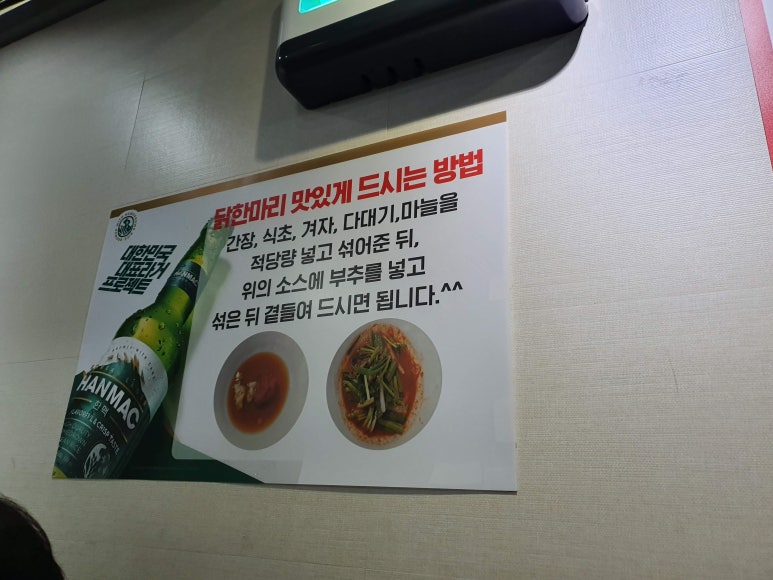 닭한마리 맛있게 드시는 방법
간장, 식초, 겨자, 다대기,마늘을
적당량 넣고 섞어준 뒤,
위의 소스에 부추를 넣고
섞은 뒤 곁들여 드시면 됩니다.^^
대한민국
대표라거
프로젝트
HANMAC
HANMAC
한맥